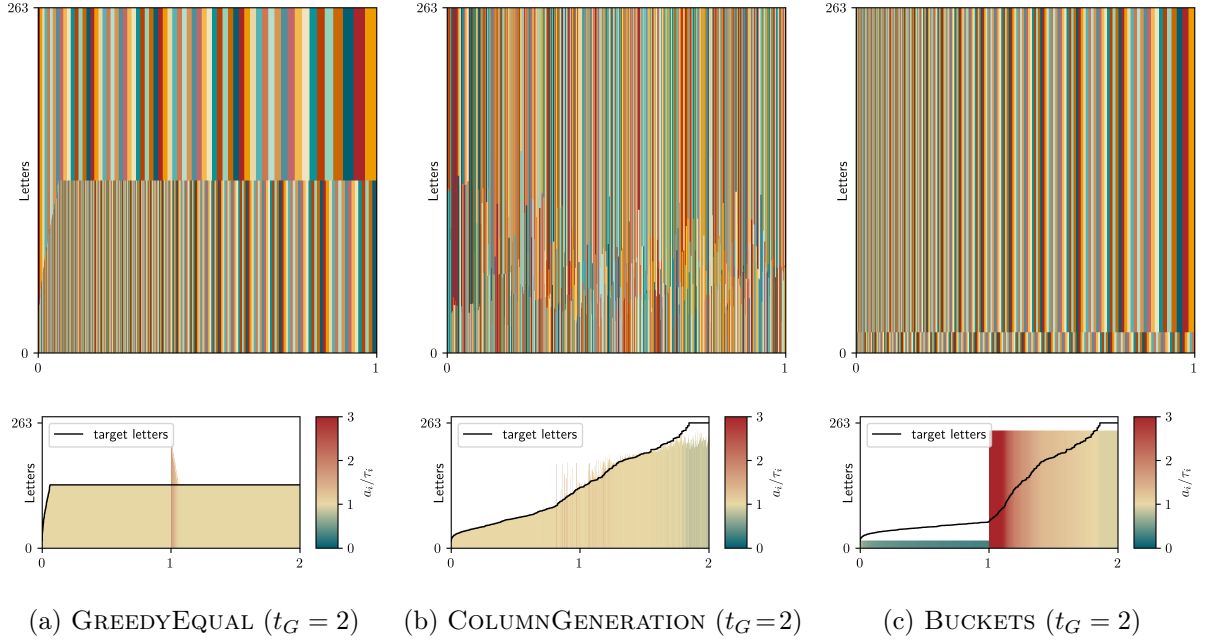 263
Letters
0
0
1
263
Letters
0
0
1
263
Letters
0
0
1
263
Letters
0
target letters
0
1
2
3
2
1
0
a_i/τ_i
263
Letters
0
target letters
0
1
2
3
2
1
0
a_i/τ_i
263
Letters
0
target letters
0
1
2
3
2
1
0
a_i/τ_i
(a) GREEDYEQUAL (t_G = 2)
(b) COLUMNGENERATION (t_G = 2)
(c) BUCKETS (t_G = 2)